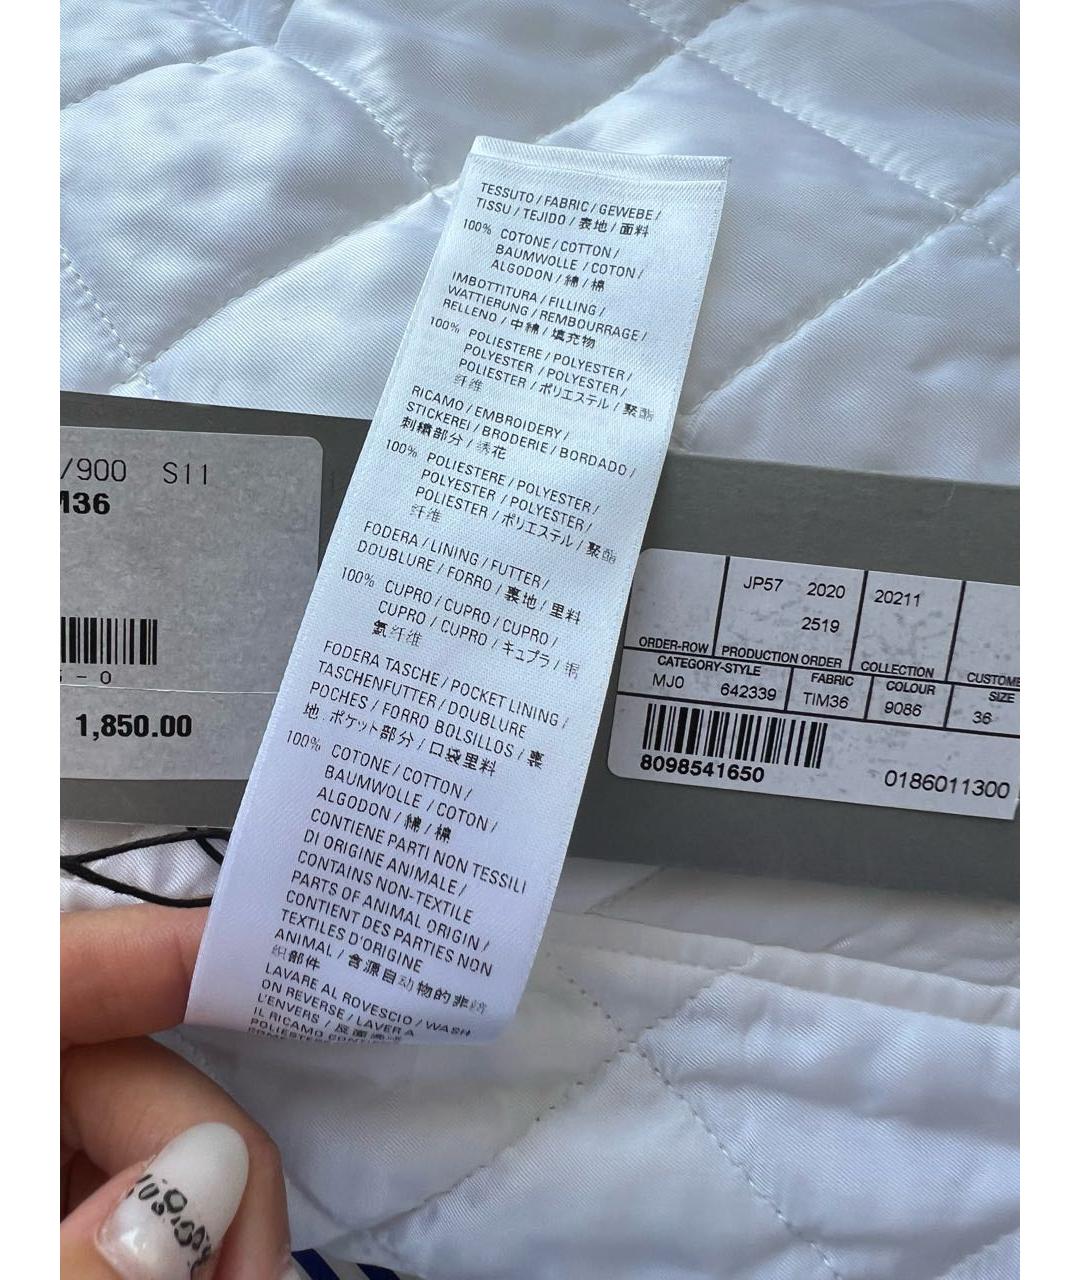 TESSUTO / FABRIC / GEWEBE /
TISSU / TEJIDO / 表地 / 面料
100% COTONE / COTTON /
BAUMWOLLE / COTON /
ALGODON / 綿 / 棉
IMBOTTITURA / FILLING /
WATTIERUNG / REMBOURRAGE /
RELLENO / 中綿 / 填充物
100% POLIESTERE / POLYESTER /
POLYESTER / POLYESTER /
POLIESTER / ポリエステル / 聚酯
纤维
RICAMO / EMBROIDERY /
STICKEREI / BRODERIE / BORDADO /
刺繍部分 / 绣花
100% POLIESTERE / POLYESTER /
POLYESTER / POLYESTER /
POLIESTER / ポリエステル / 聚酯
纤维
FODERA / LINING / FUTTER /
DOUBLURE / FORRO / 裏地 / 里料
100% CUPRO / CUPRO / CUPRO /
CUPRO / CUPRO / キュプラ / 铜
氨纤维
FODERA TASCHE / POCKET LINING /
TASCHENFUTTER / DOUBLURE
POCHES / FORRO BOLSILLOS / 裏
地．ポケット部分 / 口袋里料
100% COTONE / COTTON /
BAUMWOLLE / COTON /
ALGODON / 綿 / 棉
CONTIENE PARTI NON TESSILI
DI ORIGINE ANIMALE /
CONTAINS NON-TEXTILE
PARTS OF ANIMAL ORIGIN /
CONTIENT DES PARTIES NON
TEXTILES D'ORIGINE
ANIMAL / 含源自动物的非纺
织部件
LAVARE AL ROVESCIO / WASH
ON REVERSE / LAVER A
L'ENVERS /
IL RICAMO
/900 S11
M36
- 0
1,850.00
JP57 2020 20211
2519
ORDER-ROW PRODUCTION ORDER COLLECTION CUSTOME
CATEGORY-STYLE FABRIC COLOUR SIZE
MJ0 642339 TIM36 9086 36
8098541650 0186011300